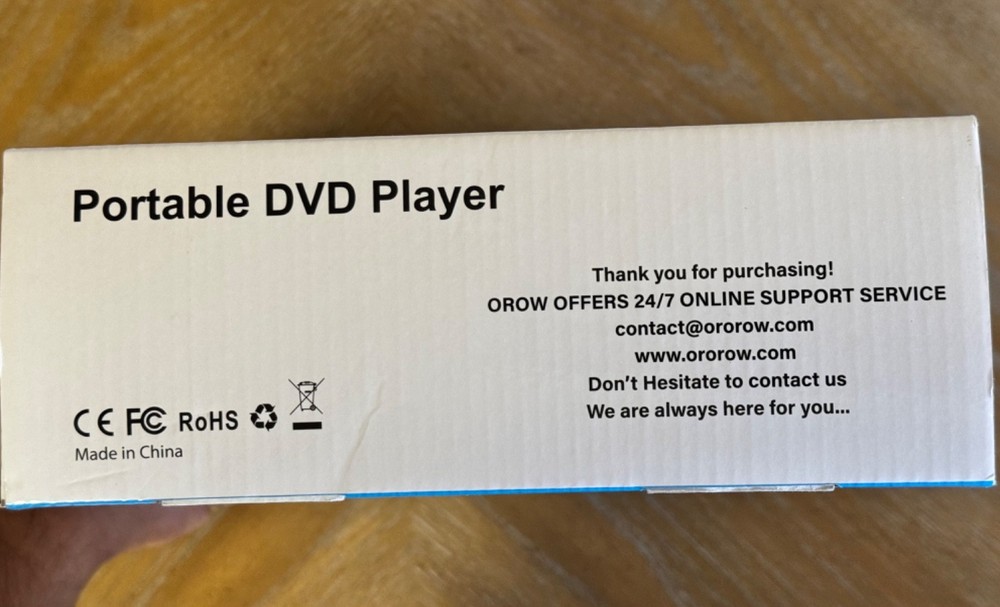 Portable DVD Player
Thank you for purchasing!
OROW OFFERS 24/7 ONLINE SUPPORT SERVICE
contact@ororow.com
www.ororow.com
Don't Hesitate to contact us
We are always here for you...
CE FC RoHS
Made in China